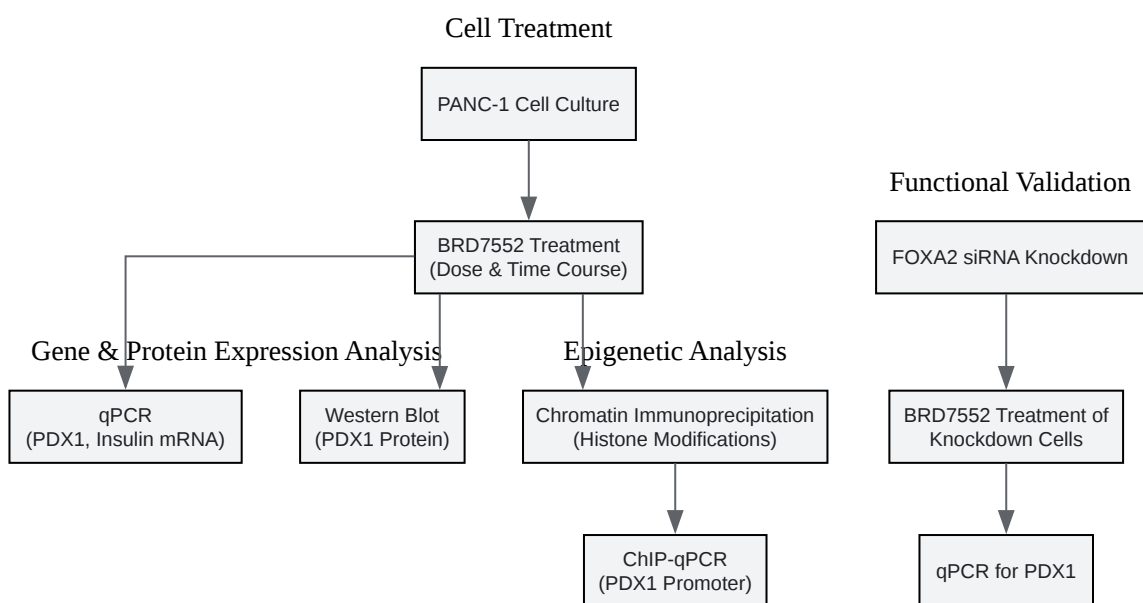 Cell Treatment
PANC-1 Cell Culture
Functional Validation
BRD7552 Treatment
(Dose & Time Course)
FOXA2 siRNA Knockdown
Gene & Protein Expression Analysis
Epigenetic Analysis
qPCR
(PDX1, Insulin mRNA)
Western Blot
(PDX1 Protein)
Chromatin Immunoprecipitation
(Histone Modifications)
BRD7552 Treatment of
Knockdown Cells
ChIP-qPCR
(PDX1 Promoter)
qPCR for PDX1